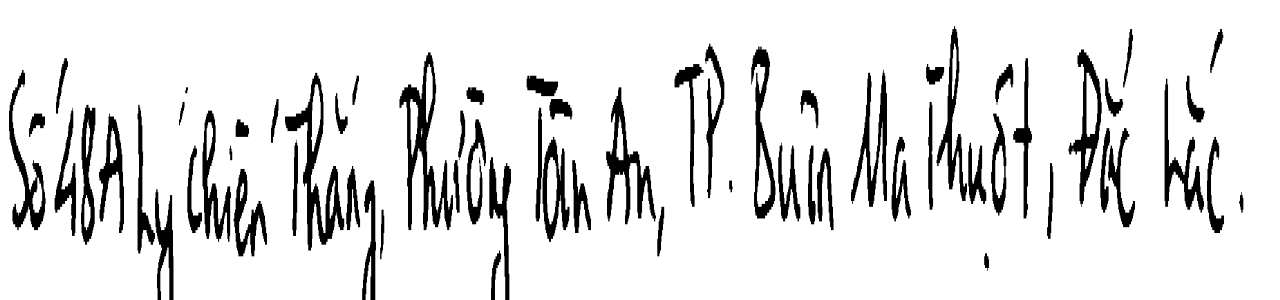 Số 48A Lý Chiến Thắng, Phường Tân An, TP. Buôn Ma Thuột, Đắc Lắc.